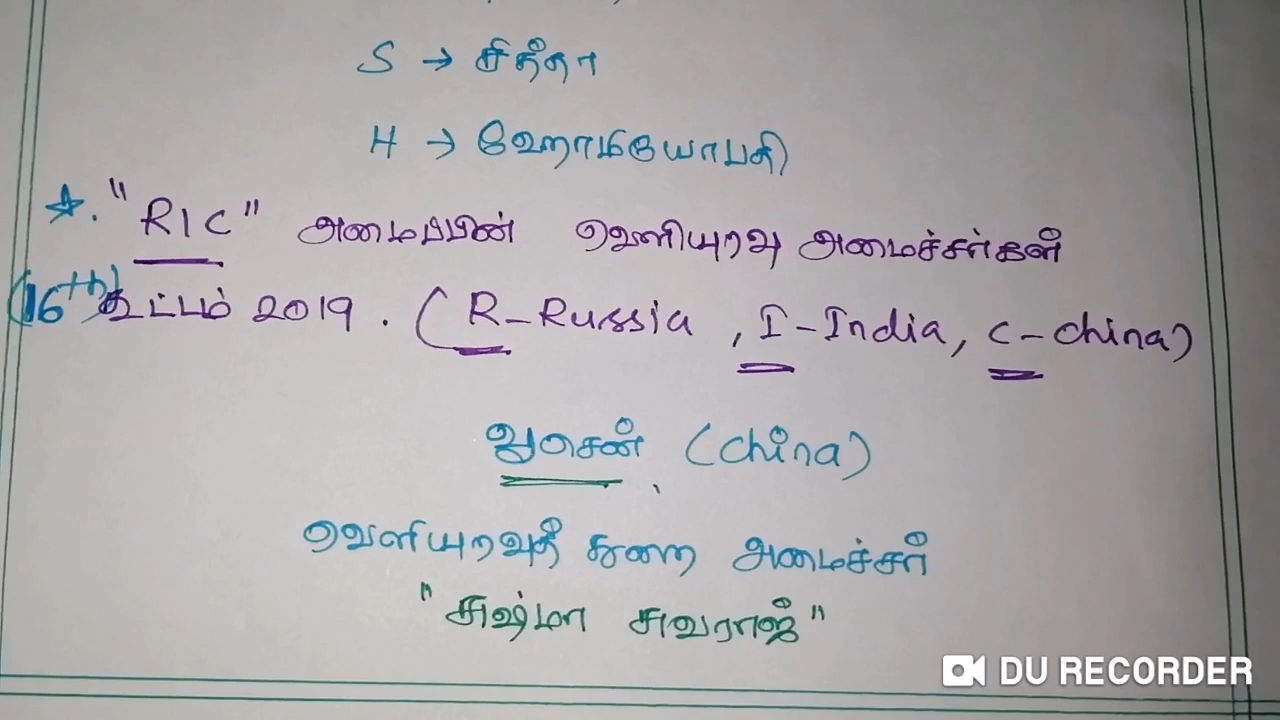 S → சித்தா
H → ஹோமியோபதி
☆. "RIC" அமைப்பின் வெளியுறவு அமைச்சர்கள்
(16th) கூட்டம் 2019. (R-Russia, I-India, C-China)
வூசென் (China)
வெளியுறவுத் துறை அமைச்சர்
"சுஷ்மா சுவராஜ்"
DU RECORDER